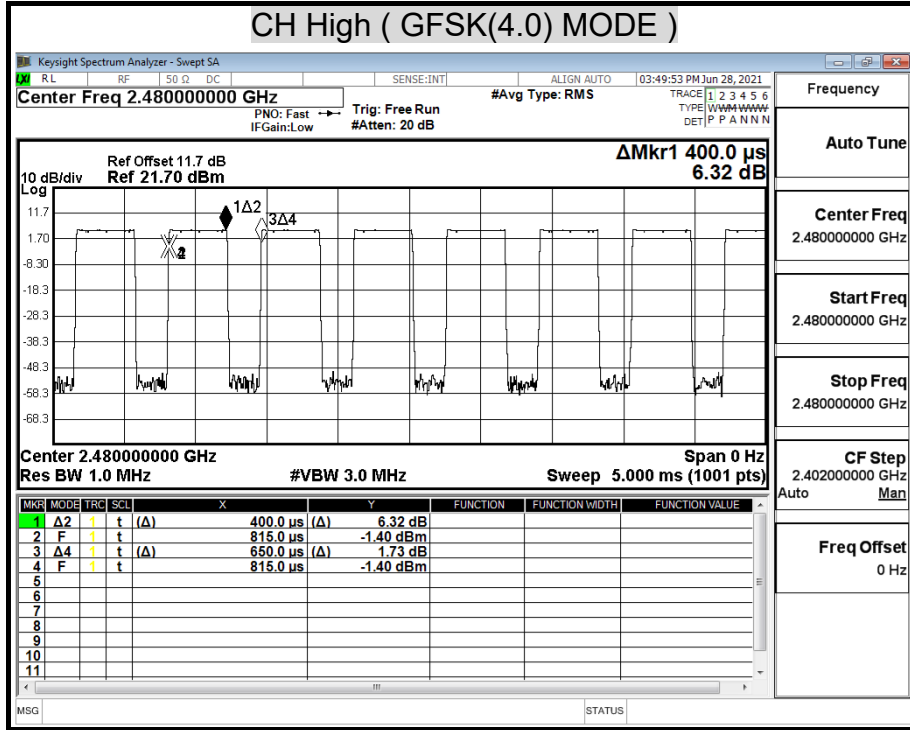 CH High ( GFSK(4.0) MODE )
Keysight Spectrum Analyzer - Swept SA
LXI RL RF 50 Ω DC SENSE:INT ALIGN AUTO 03:49:53 PM Jun 28, 2021
Center Freq 2.480000000 GHz
PNO: Fast
IFGain:Low
Trig: Free Run
#Atten: 20 dB
#Avg Type: RMS
TRACE 1 2 3 4 5 6
TYPE WWMWWWW
DET P P A N N N
ΔMkr1 400.0 µs
6.32 dB
Ref Offset 11.7 dB
10 dB/div Ref 21.70 dBm
Log
11.7
1.70
-8.30
-18.3
-28.3
-38.3
-48.3
-58.3
-68.3
1Δ2
3Δ4
Center 2.480000000 GHz Span 0 Hz
Res BW 1.0 MHz #VBW 3.0 MHz Sweep 5.000 ms (1001 pts)
MKR MODE TRC SCL X Y FUNCTION FUNCTION WIDTH FUNCTION VALUE
1 Δ2 1 t (Δ) 400.0 µs (Δ) 6.32 dB
2 F 1 t 815.0 µs -1.40 dBm
3 Δ4 1 t (Δ) 650.0 µs (Δ) 1.73 dB
4 F 1 t 815.0 µs -1.40 dBm
5
6
7
8
9
10
11
MSG STATUS
Frequency
Auto Tune
Center Freq
2.480000000 GHz
Start Freq
2.480000000 GHz
Stop Freq
2.480000000 GHz
CF Step
2.402000000 GHz
Auto Man
Freq Offset
0 Hz